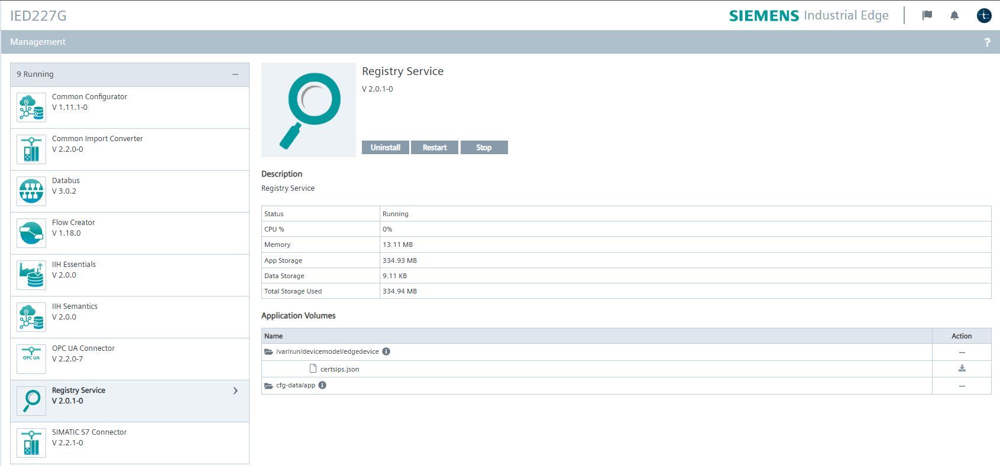 IED227G
SIEMENS Industrial Edge
Management
?
9 Running
Common Configurator
V 1.11.1-0
Common Import Converter
V 2.2.0-0
Databus
V 3.0.2
Flow Creator
V 1.18.0
IIH Essentials
V 2.0.0
IIH Semantics
V 2.0.0
OPC UA
OPC UA Connector
V 2.2.0-7
Registry Service
V 2.0.1-0
SIMATIC S7 Connector
V 2.2.1-0
Registry Service
V 2.0.1-0
Uninstall Restart Stop
Description
Registry Service
Status Running
CPU % 0%
Memory 13.11 MB
App Storage 334.93 MB
Data Storage 9.11 KB
Total Storage Used 334.94 MB
Application Volumes
Name Action
/var/run/devicemodel/edgedevice
certsips.json
cfg-data/app